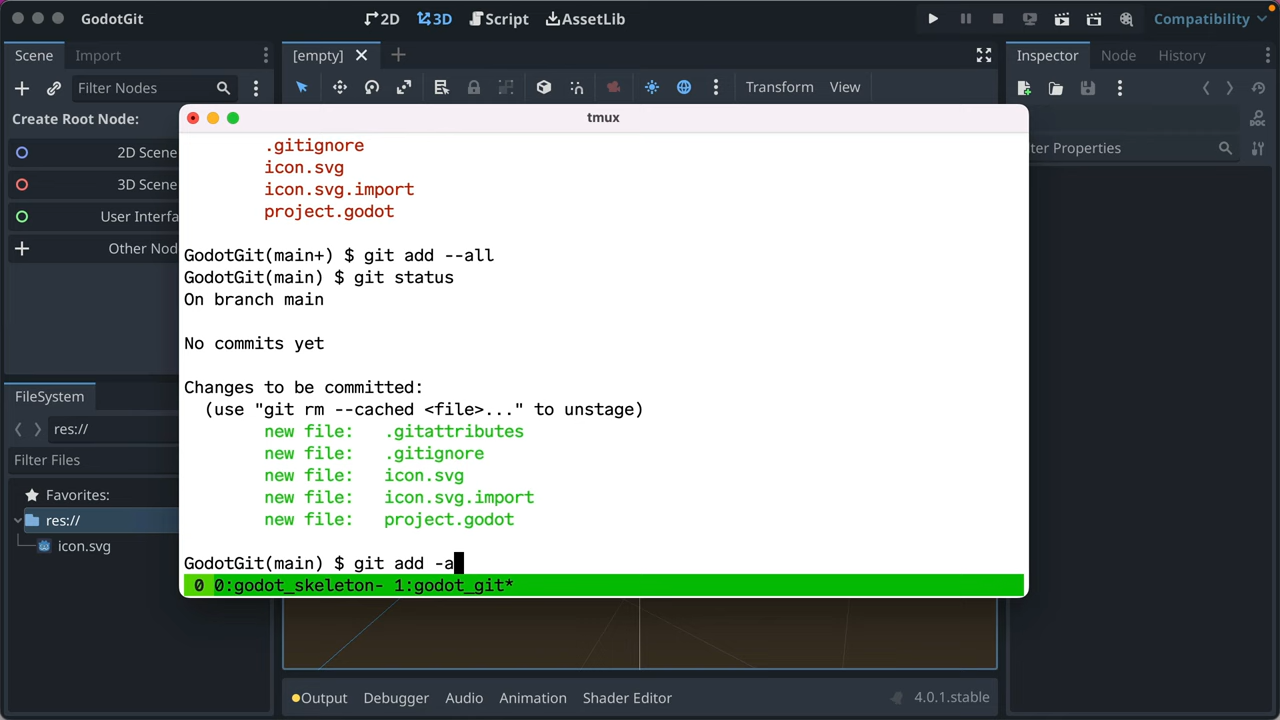 GodotGit
2D 3D Script AssetLib
Compatibility
Scene Import
[empty]
Inspector Node History
Filter Nodes
Transform View
Create Root Node:
2D Scene
3D Scene
User Interfa
Other Nod
ter Properties
DOC
tmux
.gitignore
icon.svg
icon.svg.import
project.godot
GodotGit(main+) $ git add --all
GodotGit(main) $ git status
On branch main
No commits yet
Changes to be committed:
(use "git rm --cached <file>..." to unstage)
new file: .gitattributes
new file: .gitignore
new file: icon.svg
new file: icon.svg.import
new file: project.godot
GodotGit(main) $ git add -a
0 0:godot_skeleton- 1:godot_git*
FileSystem
res://
Filter Files
Favorites:
res://
icon.svg
Output Debugger Audio Animation Shader Editor
4.0.1.stable